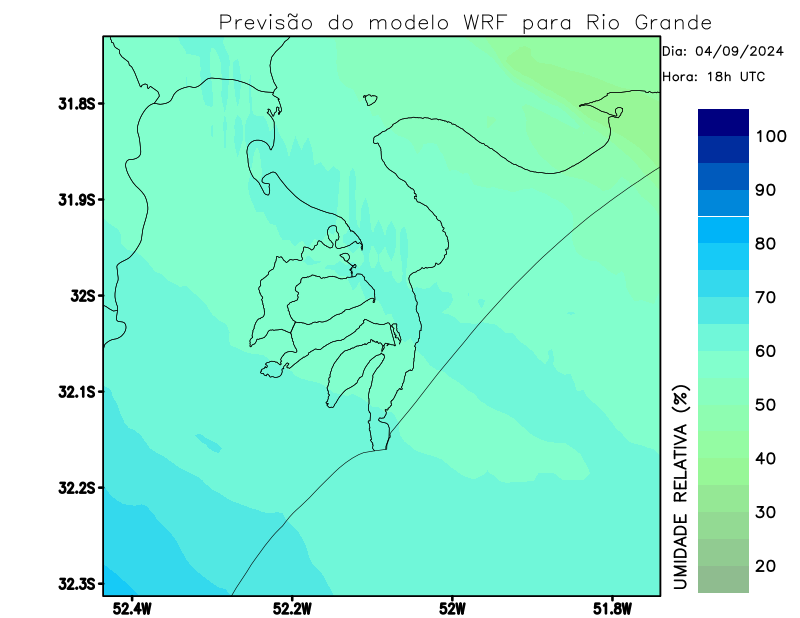 Previsão do modelo WRF para Rio Grande
Dia: 04/09/2024
Hora: 18h UTC
31.8S
31.9S
32S
32.1S
32.2S
32.3S
52.4W
52.2W
52W
51.8W
100
90
80
70
60
50
40
30
20
UMIDADE RELATIVA (%)